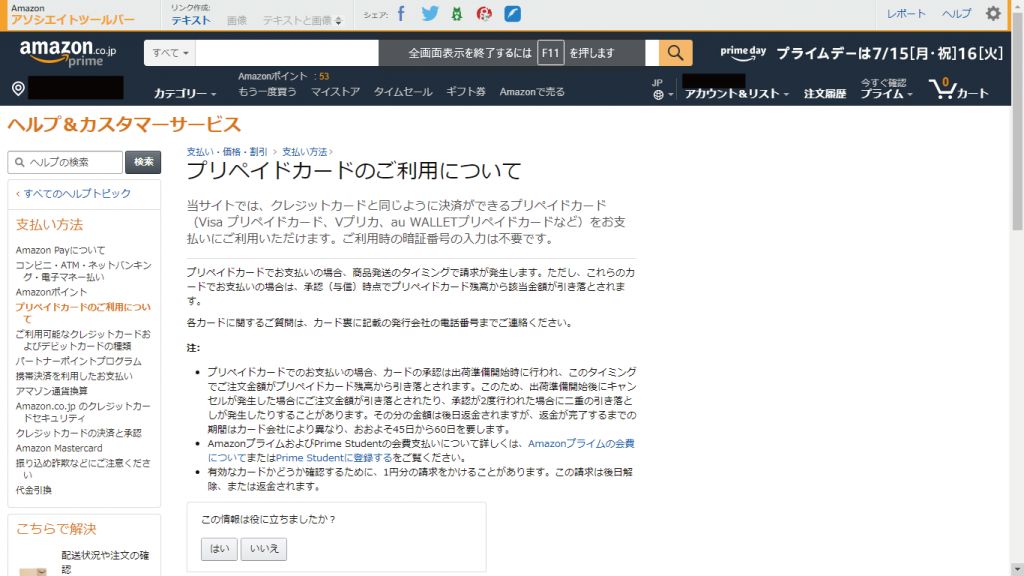 Amazon
アソシエイトツールバー
リンク作成:
テキスト 画像 テキストと画像
シェア:
レポート ヘルプ
amazon.co.jp
prime
すべて
全画面表示を終了するには F11 を押します
prime day プライムデーは7/15[月・祝]16[火]
カテゴリー
Amazonポイント : 53
もう一度買う マイストア タイムセール ギフト券 Amazonで売る
JP
アカウント&リスト
注文履歴
今すぐ確認
プライム
0
カート
ヘルプ&カスタマーサービス
ヘルプの検索 検索
‹ すべてのヘルプトピック
支払い方法
Amazon Payについて
コンビニ・ATM・ネットバンキン
グ・電子マネー払い
Amazonポイント
プリペイドカードのご利用につい
て
ご利用可能なクレジットカードお
よびデビットカードの種類
パートナーポイントプログラム
携帯決済を利用したお支払い
アマゾン通貨換算
Amazon.co.jp のクレジットカー
ドセキュリティ
クレジットカードの決済と承認
Amazon Mastercard
振り込め詐欺などにご注意くださ
い
代金引換
こちらで解決
配送状況や注文の確
認
支払い・価格・割引 › 支払い方法›
プリペイドカードのご利用について
当サイトでは、クレジットカードと同じように決済ができるプリペイドカード
（Visa プリペイドカード、Vプリカ、au WALLETプリペイドカードなど）をお支
払いにご利用いただけます。ご利用時の暗証番号の入力は不要です。
プリペイドカードでお支払いの場合、商品発送のタイミングで請求が発生します。ただし、これらのカ
ードでお支払いの場合は、承認（与信）時点でプリペイドカード残高から該当金額が引き落とされま
す。
各カードに関するご質問は、カード裏に記載の発行会社の電話番号までご連絡ください。
注:
• プリペイドカードでのお支払いの場合、カードの承認は出荷準備開始時に行われ、このタイミング
でご注文金額がプリペイドカード残高から引き落とされます。このため、出荷準備開始後にキャン
セルが発生した場合にご注文金額が引き落とされたり、承認が2度行われた場合に二重の引き落と
しが発生したりすることがあります。その分の金額は後日返金されますが、返金が完了するまでの
期間はカード会社により異なり、おおよそ45日から60日を要します。
• AmazonプライムおよびPrime Studentの会費支払いについて詳しくは、Amazonプライムの会費
についてまたはPrime Studentに登録するをご覧ください。
• 有効なカードかどうか確認するために、1円分の請求をかけることがあります。この請求は後日解
除、または返金されます。
この情報は役に立ちましたか？
はい いいえ